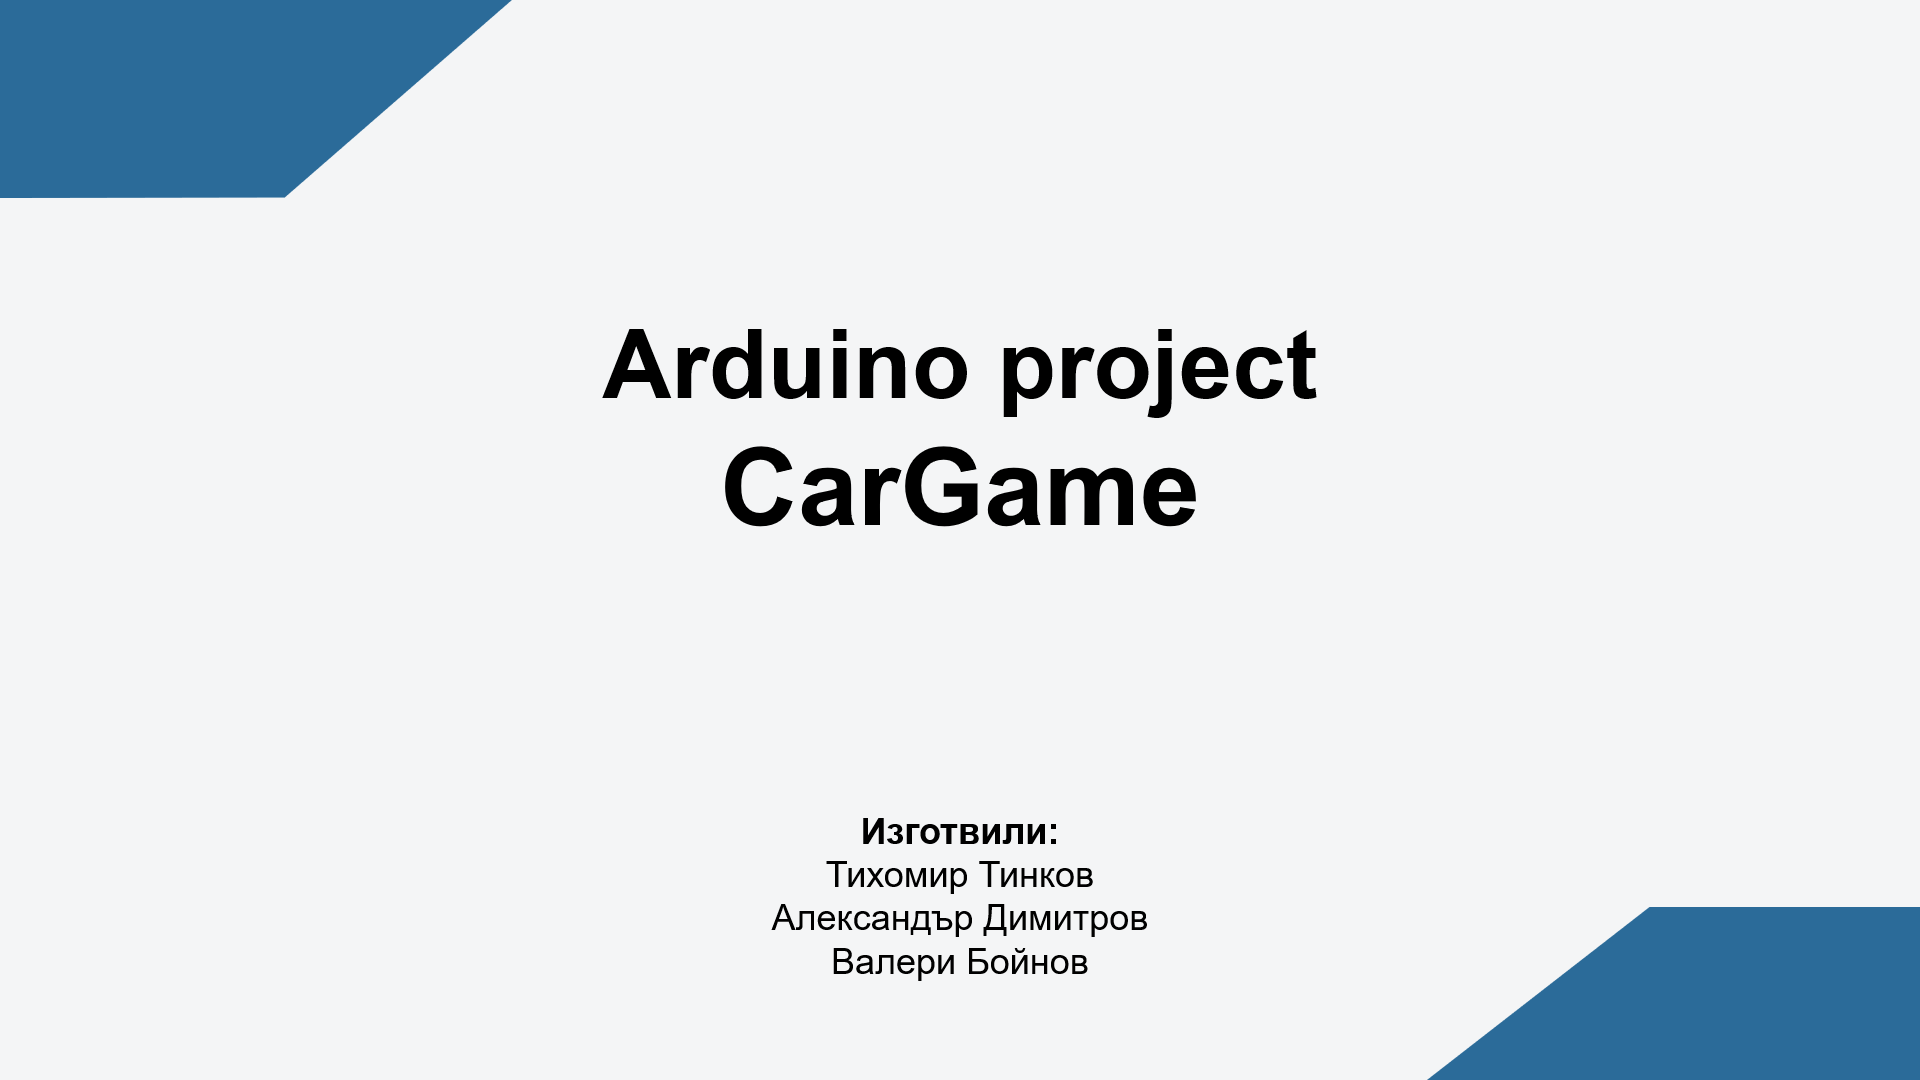 Arduino project
CarGame
Изготвили:
Тихомир Тинков
Александър Димитров
Валери Бойнов